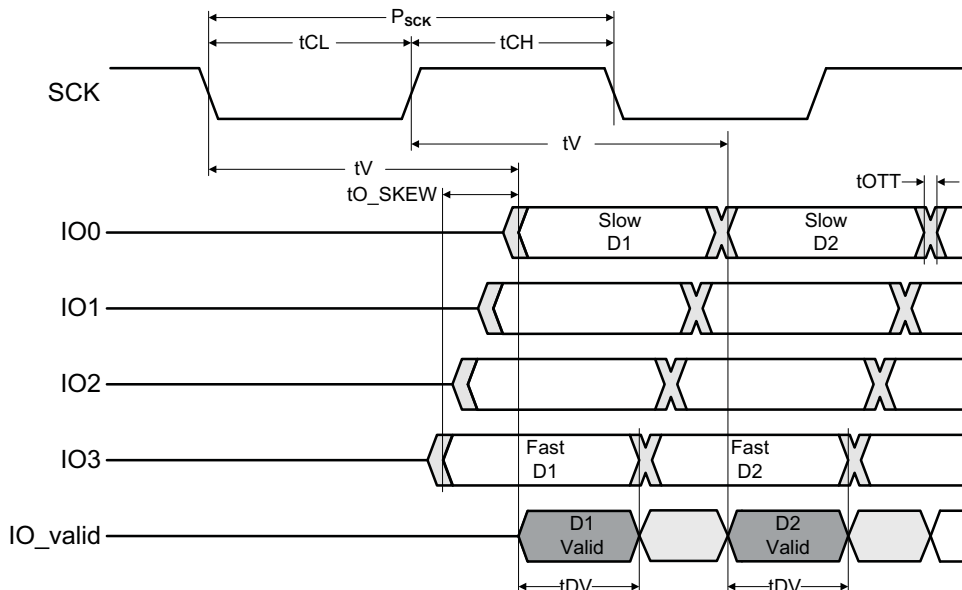 PSCK
tCL
tCH
SCK
tV
tV
tO_SKEW
tOTT
IO0
Slow
D1
Slow
D2
IO1
IO2
IO3
Fast
D1
Fast
D2
IO_valid
D1
Valid
D2
Valid
tDV
tDV